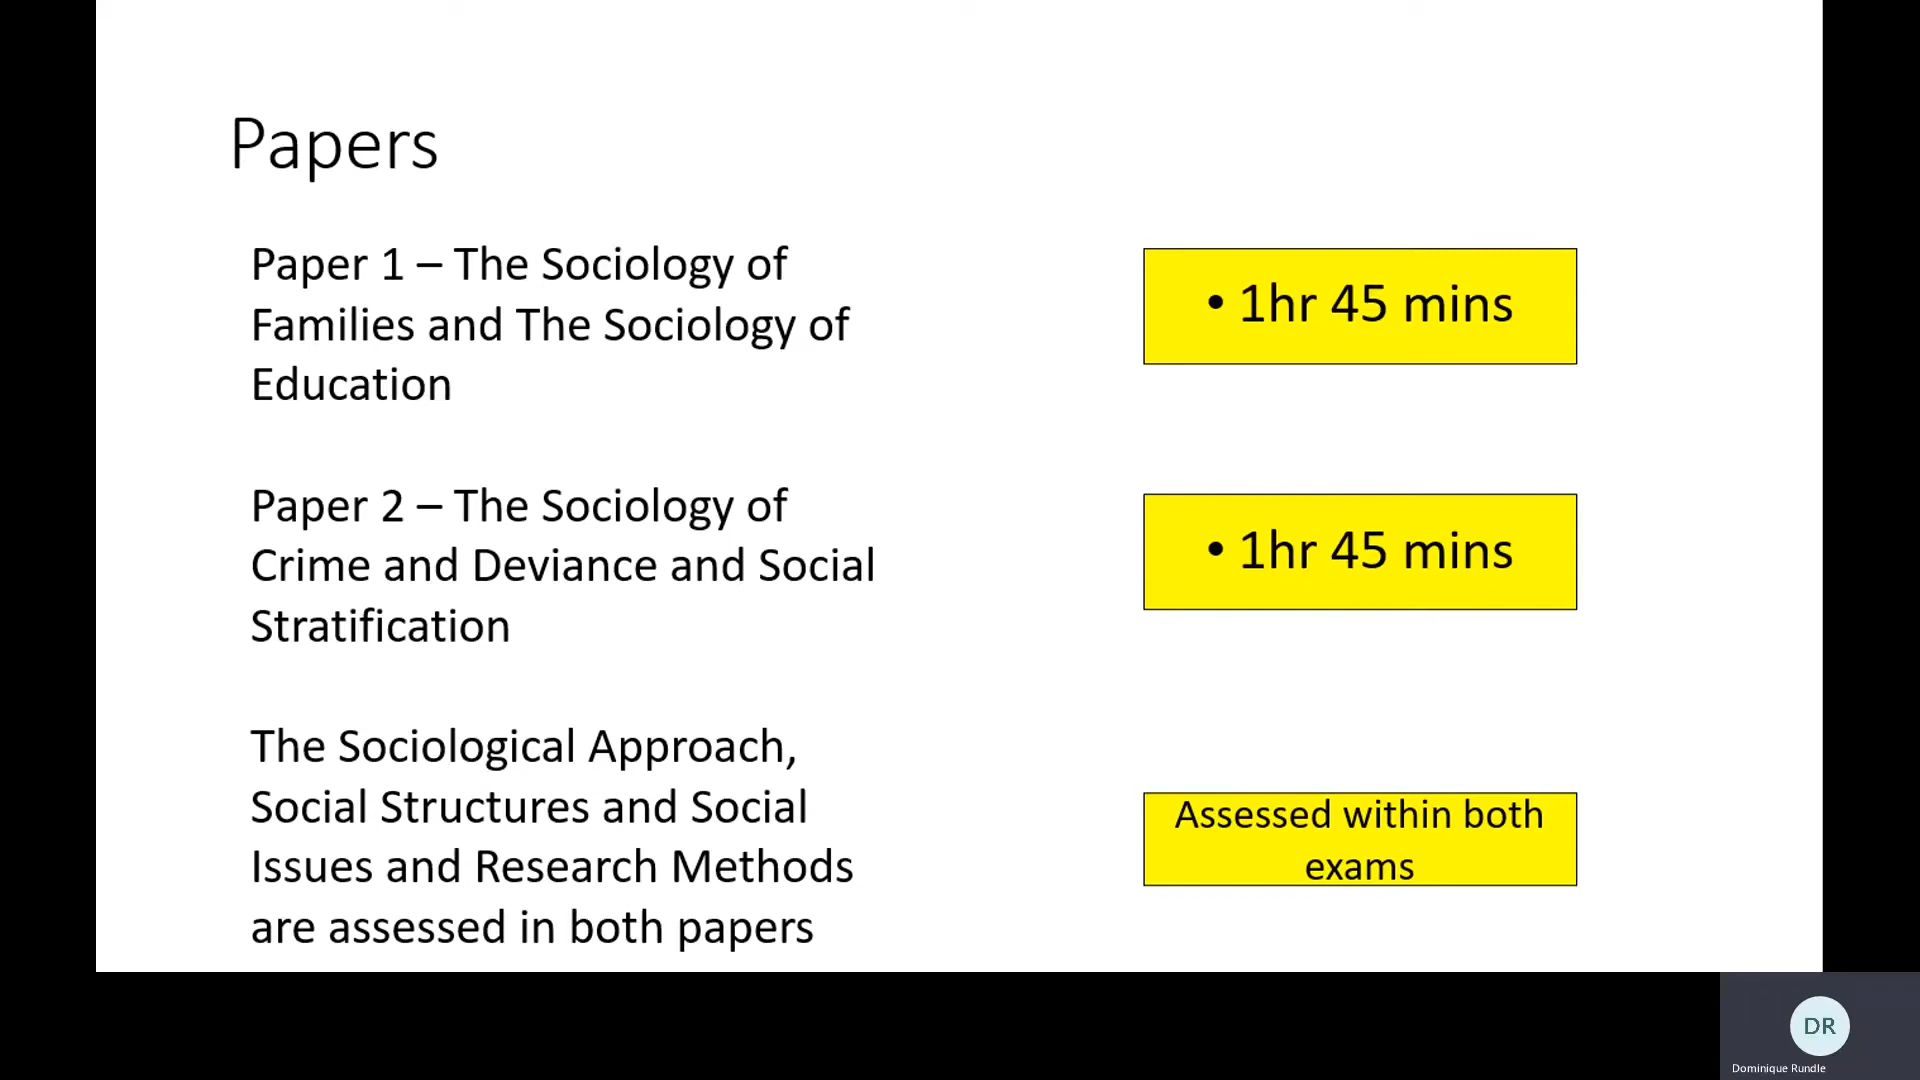 Papers
Paper 1 – The Sociology of
Families and The Sociology of
Education
• 1hr 45 mins
Paper 2 – The Sociology of
Crime and Deviance and Social
Stratification
• 1hr 45 mins
The Sociological Approach,
Social Structures and Social
Issues and Research Methods
are assessed in both papers
Assessed within both
exams
DR
Dominique Rundle